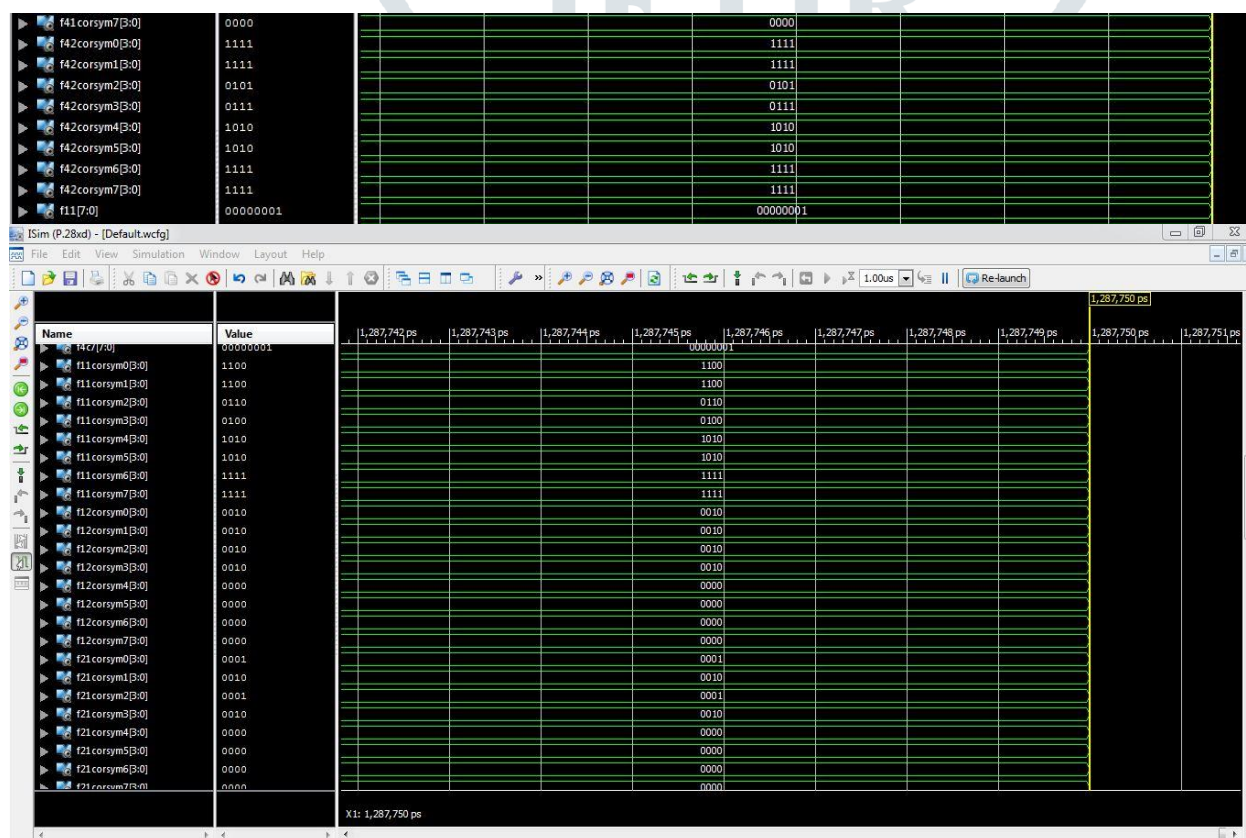 JETIR
f41corsym7[3:0] 0000 0000
f42corsym0[3:0] 1111 1111
f42corsym1[3:0] 1111 1111
f42corsym2[3:0] 0101 0101
f42corsym3[3:0] 0111 0111
f42corsym4[3:0] 1010 1010
f42corsym5[3:0] 1010 1010
f42corsym6[3:0] 1111 1111
f42corsym7[3:0] 1111 1111
f11[7:0] 00000001 00000001
ISim (P.28xd) - [Default.wcfg]
File Edit View Simulation Window Layout Help
1.00us Re-launch
1,287,750 ps
Name Value 1,287,742 ps 1,287,743 ps 1,287,744 ps 1,287,745 ps 1,287,746 ps 1,287,747 ps 1,287,748 ps 1,287,749 ps 1,287,750 ps 1,287,751 ps
f4c7[7:0] 00000001 00000001
f11corsym0[3:0] 1100 1100
f11corsym1[3:0] 1100 1100
f11corsym2[3:0] 0110 0110
f11corsym3[3:0] 0100 0100
f11corsym4[3:0] 1010 1010
f11corsym5[3:0] 1010 1010
f11corsym6[3:0] 1111 1111
f11corsym7[3:0] 1111 1111
f12corsym0[3:0] 0010 0010
f12corsym1[3:0] 0010 0010
f12corsym2[3:0] 0010 0010
f12corsym3[3:0] 0010 0010
f12corsym4[3:0] 0000 0000
f12corsym5[3:0] 0000 0000
f12corsym6[3:0] 0000 0000
f12corsym7[3:0] 0000 0000
f21corsym0[3:0] 0001 0001
f21corsym1[3:0] 0010 0010
f21corsym2[3:0] 0001 0001
f21corsym3[3:0] 0010 0010
f21corsym4[3:0] 0000 0000
f21corsym5[3:0] 0000 0000
f21corsym6[3:0] 0000 0000
f21corsym7[3:0] 0000 0000
X1: 1,287,750 ps